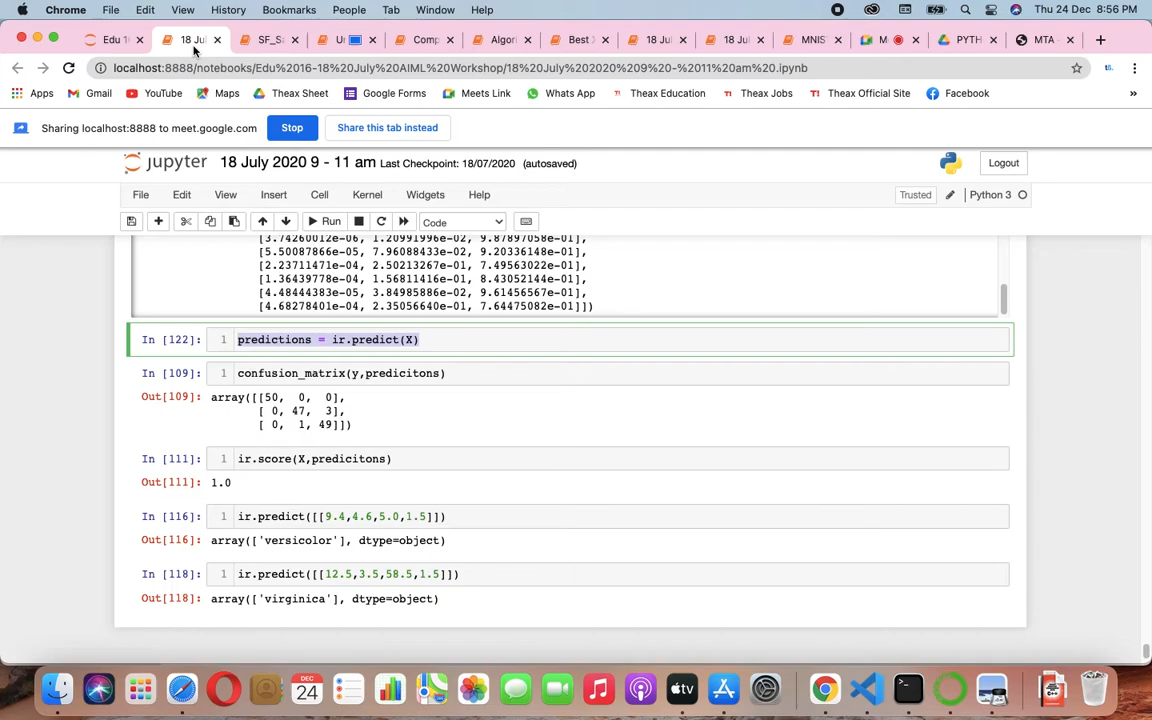 Chrome File Edit View History Bookmarks People Tab Window Help Thu 24 Dec 8:56 PM
Edu 1 18 Jul SF_Sa Un Comp Algori Best 18 Jul 18 Jul MNIS M PYTH MTA -
localhost:8888/notebooks/Edu%2016-18%20July%20AIML%20Workshop/18%20July%202020%209%20-%2011%20am%20.ipynb
Apps Gmail YouTube Maps Theax Sheet Google Forms Meets Link Whats App Theax Education Theax Jobs Theax Official Site Facebook »
Sharing localhost:8888 to meet.google.com Stop Share this tab instead
jupyter 18 July 2020 9 - 11 am Last Checkpoint: 18/07/2020 (autosaved) Logout
File Edit View Insert Cell Kernel Widgets Help Trusted Python 3
Run Code
[3.74260012e-06, 1.20991996e-02, 9.87897058e-01],
[5.50087866e-05, 7.96088433e-02, 9.20336148e-01],
[2.23711471e-04, 2.50213267e-01, 7.49563022e-01],
[1.36439778e-04, 1.56811416e-01, 8.43052144e-01],
[4.48444383e-05, 3.84985886e-02, 9.61456567e-01],
[4.68278401e-04, 2.35056640e-01, 7.64475082e-01]])
In [122]: 1 predictions = ir.predict(X)
In [109]: 1 confusion_matrix(y,predicitons)
Out[109]: array([[50, 0, 0],
[ 0, 47, 3],
[ 0, 1, 49]])
In [111]: 1 ir.score(X,predicitons)
Out[111]: 1.0
In [116]: 1 ir.predict([[9.4,4.6,5.0,1.5]])
Out[116]: array(['versicolor'], dtype=object)
In [118]: 1 ir.predict([[12.5,3.5,58.5,1.5]])
Out[118]: array(['virginica'], dtype=object)
DEC
24
tv
C++